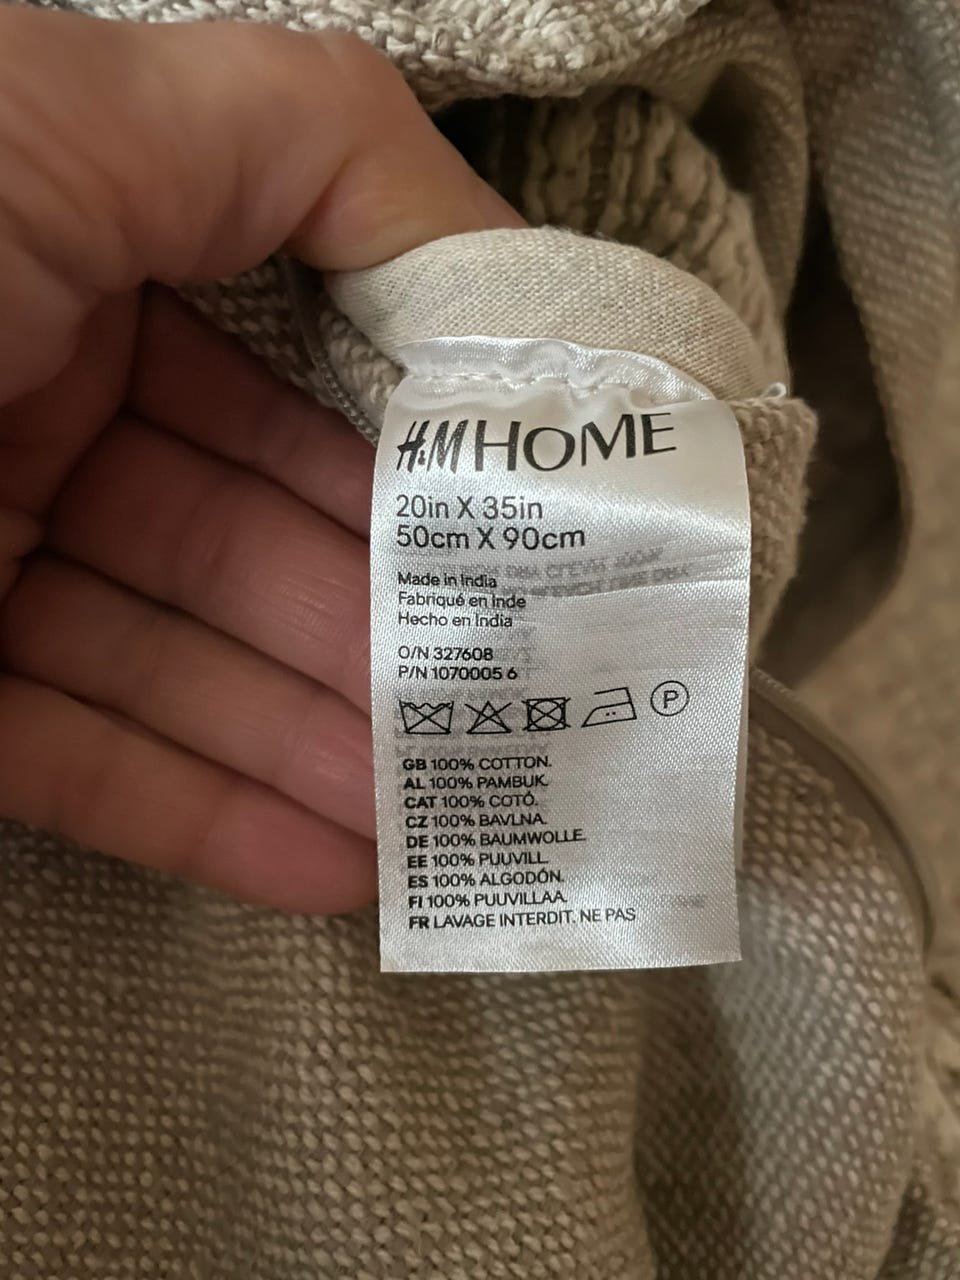 H&M HOME
20in X 35in
50cm X 90cm
Made in India
Fabriqué en Inde
Hecho en India
O/N 327608
P/N 1070005 6
P
GB 100% COTTON.
AL 100% PAMBUK.
CAT 100% COTÓ.
CZ 100% BAVLNA.
DE 100% BAUMWOLLE.
EE 100% PUUVILL.
ES 100% ALGODÓN.
FI 100% PUUVILLAA.
FR LAVAGE INTERDIT. NE PAS